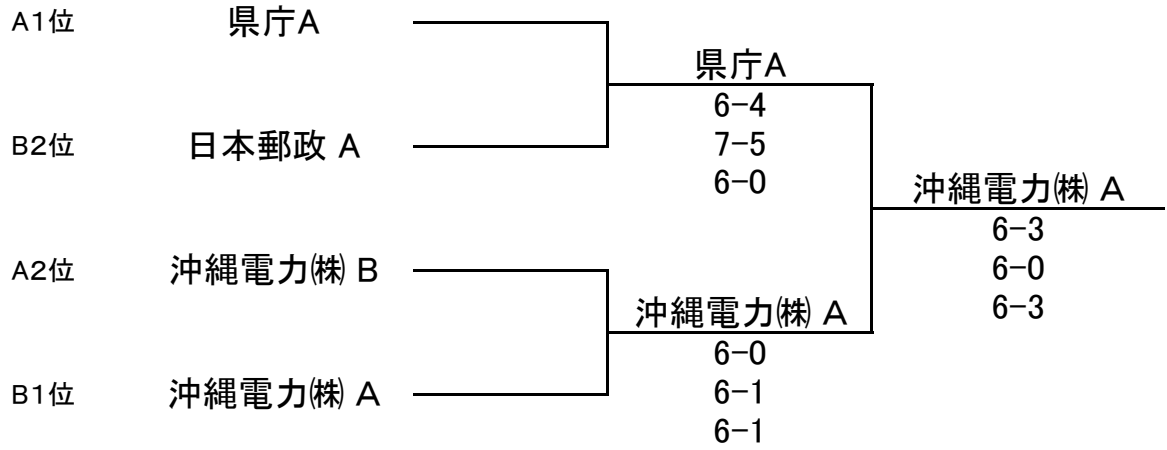 A1位 県庁A
県庁A
6-4
B2位 日本郵政 A
7-5
6-0
沖縄電力㈱ A
6-3
A2位 沖縄電力㈱ B
6-0
6-3
沖縄電力㈱ A
6-0
B1位 沖縄電力㈱ A
6-1
6-1